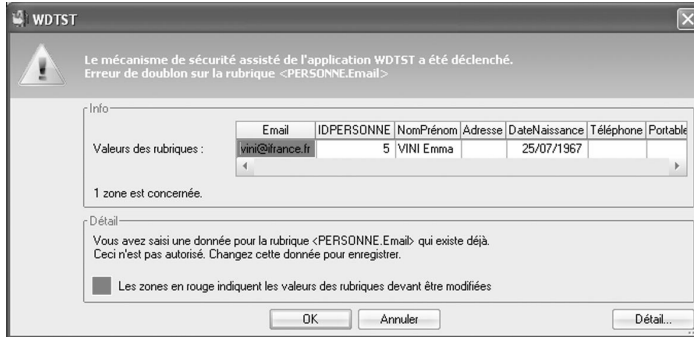 WDTST
Le mécanisme de sécurité assisté de l'application WDTST a été déclenché.
Erreur de doublon sur la rubrique <PERSONNE.Email>
Info
Email IDPERSONNE NomPrénom Adresse DateNaissance Téléphone Portable
Valeurs des rubriques : vini@ifrance.fr 5 VINI Emma 25/07/1967
1 zone est concernée.
Détail
Vous avez saisi une donnée pour la rubrique <PERSONNE.Email> qui existe déjà.
Ceci n'est pas autorisé. Changez cette donnée pour enregistrer.
Les zones en rouge indiquent les valeurs des rubriques devant être modifiées
OK Annuler Détail...